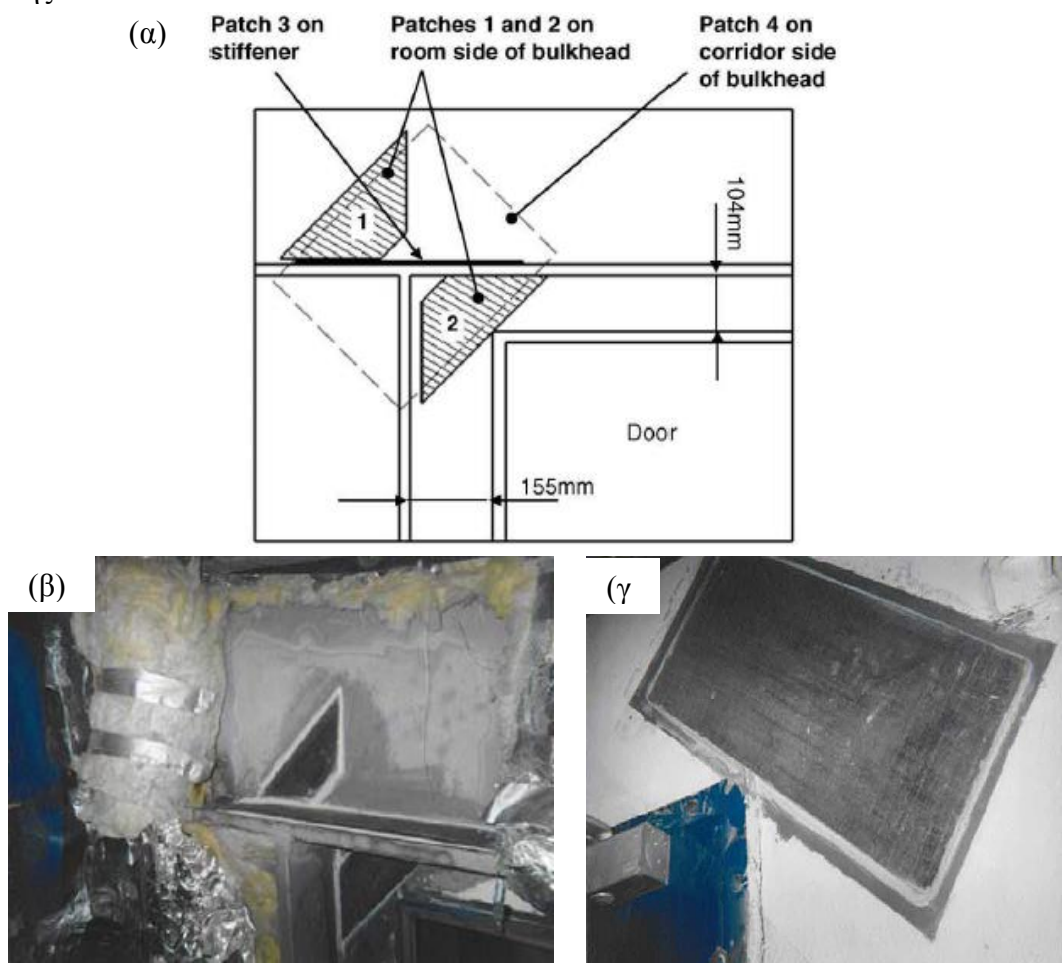 (α)
Patch 3 on
stiffener
Patches 1 and 2 on
room side of bulkhead
Patch 4 on
corridor side
of bulkhead
1
104mm
2
Door
155mm
(β)
(γ